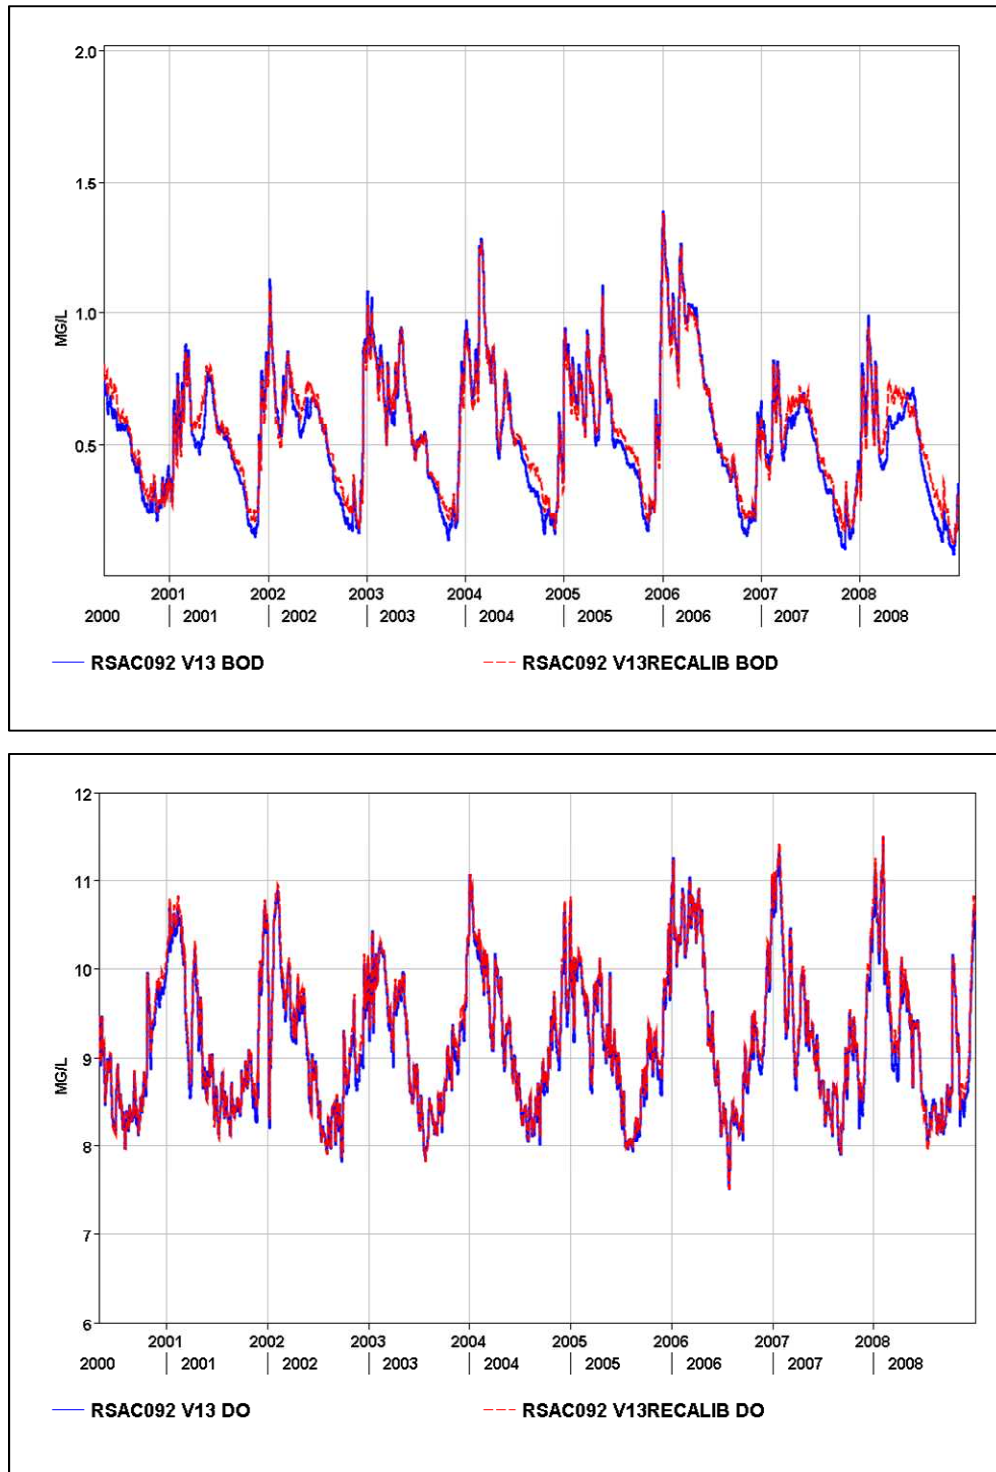 2.0
1.5
MG/L
1.0
0.5
2001 2002 2003 2004 2005 2006 2007 2008
2000 | 2001 | 2002 | 2003 | 2004 | 2005 | 2006 | 2007 | 2008
RSAC092 V13 BOD RSAC092 V13RECALIB BOD
12
11
10
MG/L
9
8
7
6
2001 2002 2003 2004 2005 2006 2007 2008
2000 | 2001 | 2002 | 2003 | 2004 | 2005 | 2006 | 2007 | 2008
RSAC092 V13 DO RSAC092 V13RECALIB DO